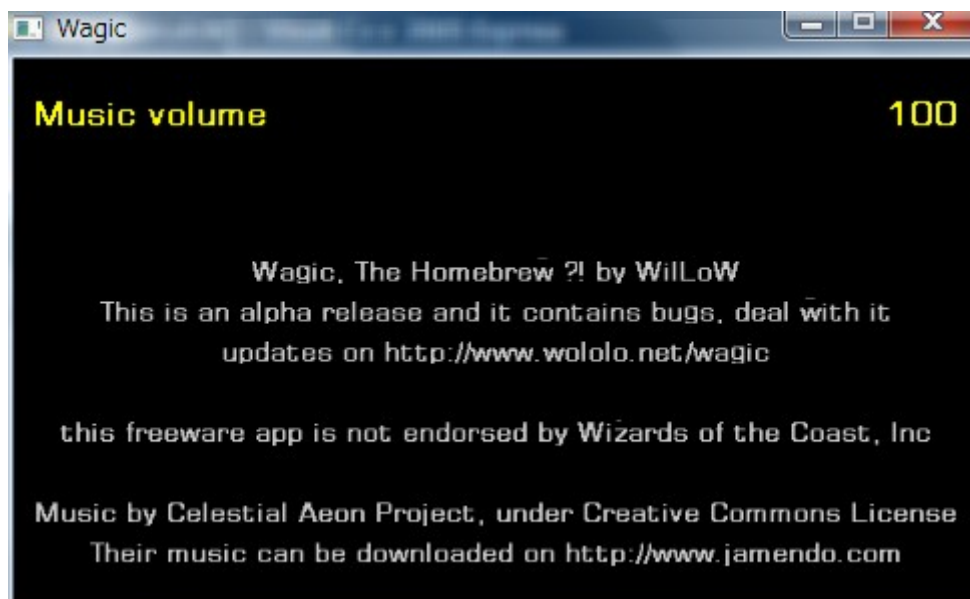 Wagic
Music volume 100
Wagic, The Homebrew ?! by WilLoW
This is an alpha release and it contains bugs, deal with it
updates on http://www.wololo.net/wagic
this freeware app is not endorsed by Wizards of the Coast, Inc
Music by Celestial Aeon Project, under Creative Commons License
Their music can be downloaded on http://www.jamendo.com